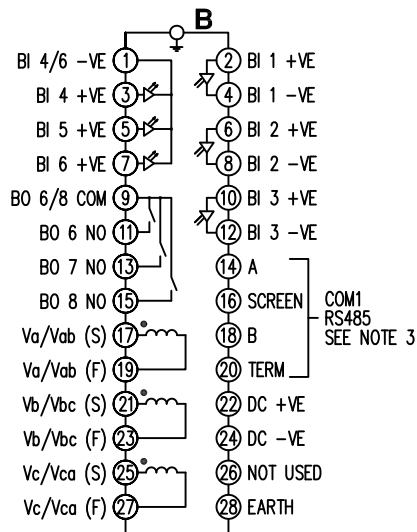 B
BI 4/6 -VE 1 2 BI 1 +VE
BI 4 +VE 3 4 BI 1 -VE
BI 5 +VE 5 6 BI 2 +VE
BI 6 +VE 7 8 BI 2 -VE
BO 6/8 COM 9 10 BI 3 +VE
BO 6 NO 11 12 BI 3 -VE
BO 7 NO 13 14 A
BO 8 NO 15 16 SCREEN
Va/Vab (S) 17 18 B
Va/Vab (F) 19 20 TERM
COM1
RS485
SEE NOTE 3
Vb/Vbc (S) 21 22 DC +VE
Vb/Vbc (F) 23 24 DC -VE
Vc/Vca (S) 25 26 NOT USED
Vc/Vca (F) 27 28 EARTH